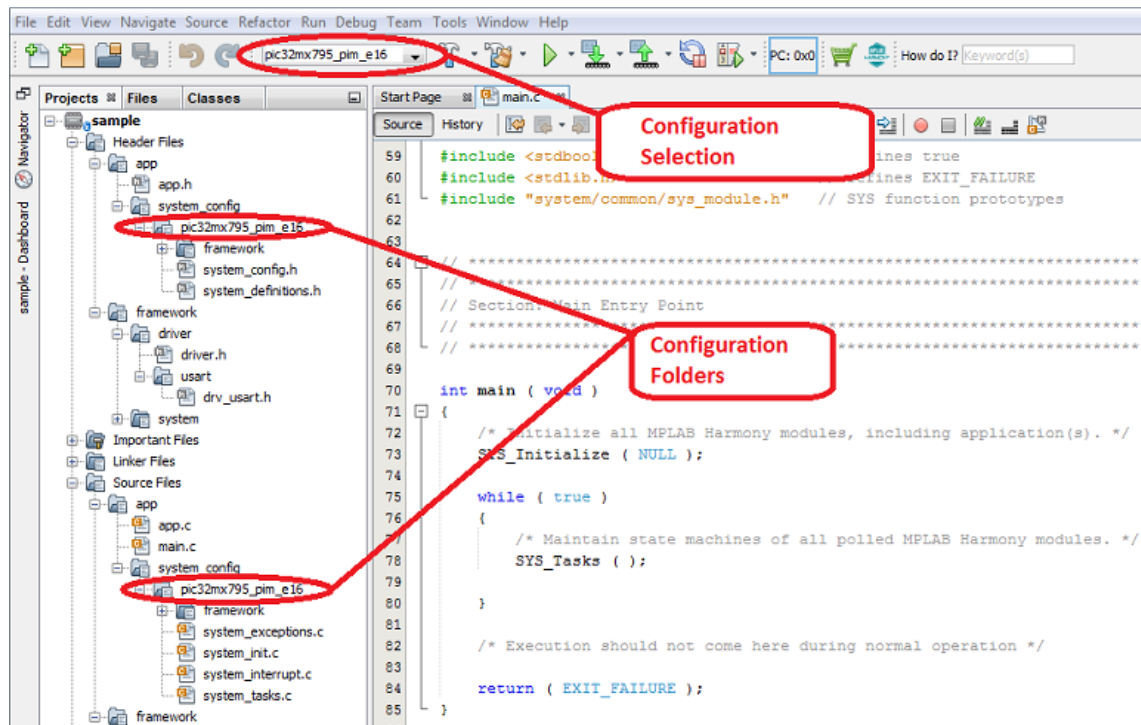 File Edit View Navigate Source Refactor Run Debug Team Tools Window Help
pic32mx795_pim_e16
PC: 0x0
How do I? Keyword(s)
Navigator
sample - Dashboard
Projects Files Classes
sample
Header Files
app
app.h
system_config
pic32mx795_pim_e16
framework
system_config.h
system_definitions.h
framework
driver
driver.h
usart
drv_usart.h
system
Important Files
Linker Files
Source Files
app
app.c
main.c
system_config
pic32mx795_pim_e16
framework
system_exceptions.c
system_init.c
system_interrupt.c
system_tasks.c
framework
Start Page main.c
Source History
Configuration
Selection
59 #include <stdbool ines true
60 #include <stdlib.h> efines EXIT_FAILURE
61 #include "system/common/sys_module.h" // SYS function prototypes
62
63
64 // *****************************************************************************
65 // *****************************************************************************
66 // Section: Main Entry Point
67 // *****************************************************************************
68 // *****************************************************************************
Configuration
Folders
69
70 int main ( void )
71 {
72 /* Initialize all MPLAB Harmony modules, including application(s). */
73 SYS_Initialize ( NULL );
74
75 while ( true )
76 {
77 /* Maintain state machines of all polled MPLAB Harmony modules. */
78 SYS_Tasks ( );
79
80 }
81
82 /* Execution should not come here during normal operation */
83
84 return ( EXIT_FAILURE );
85 }